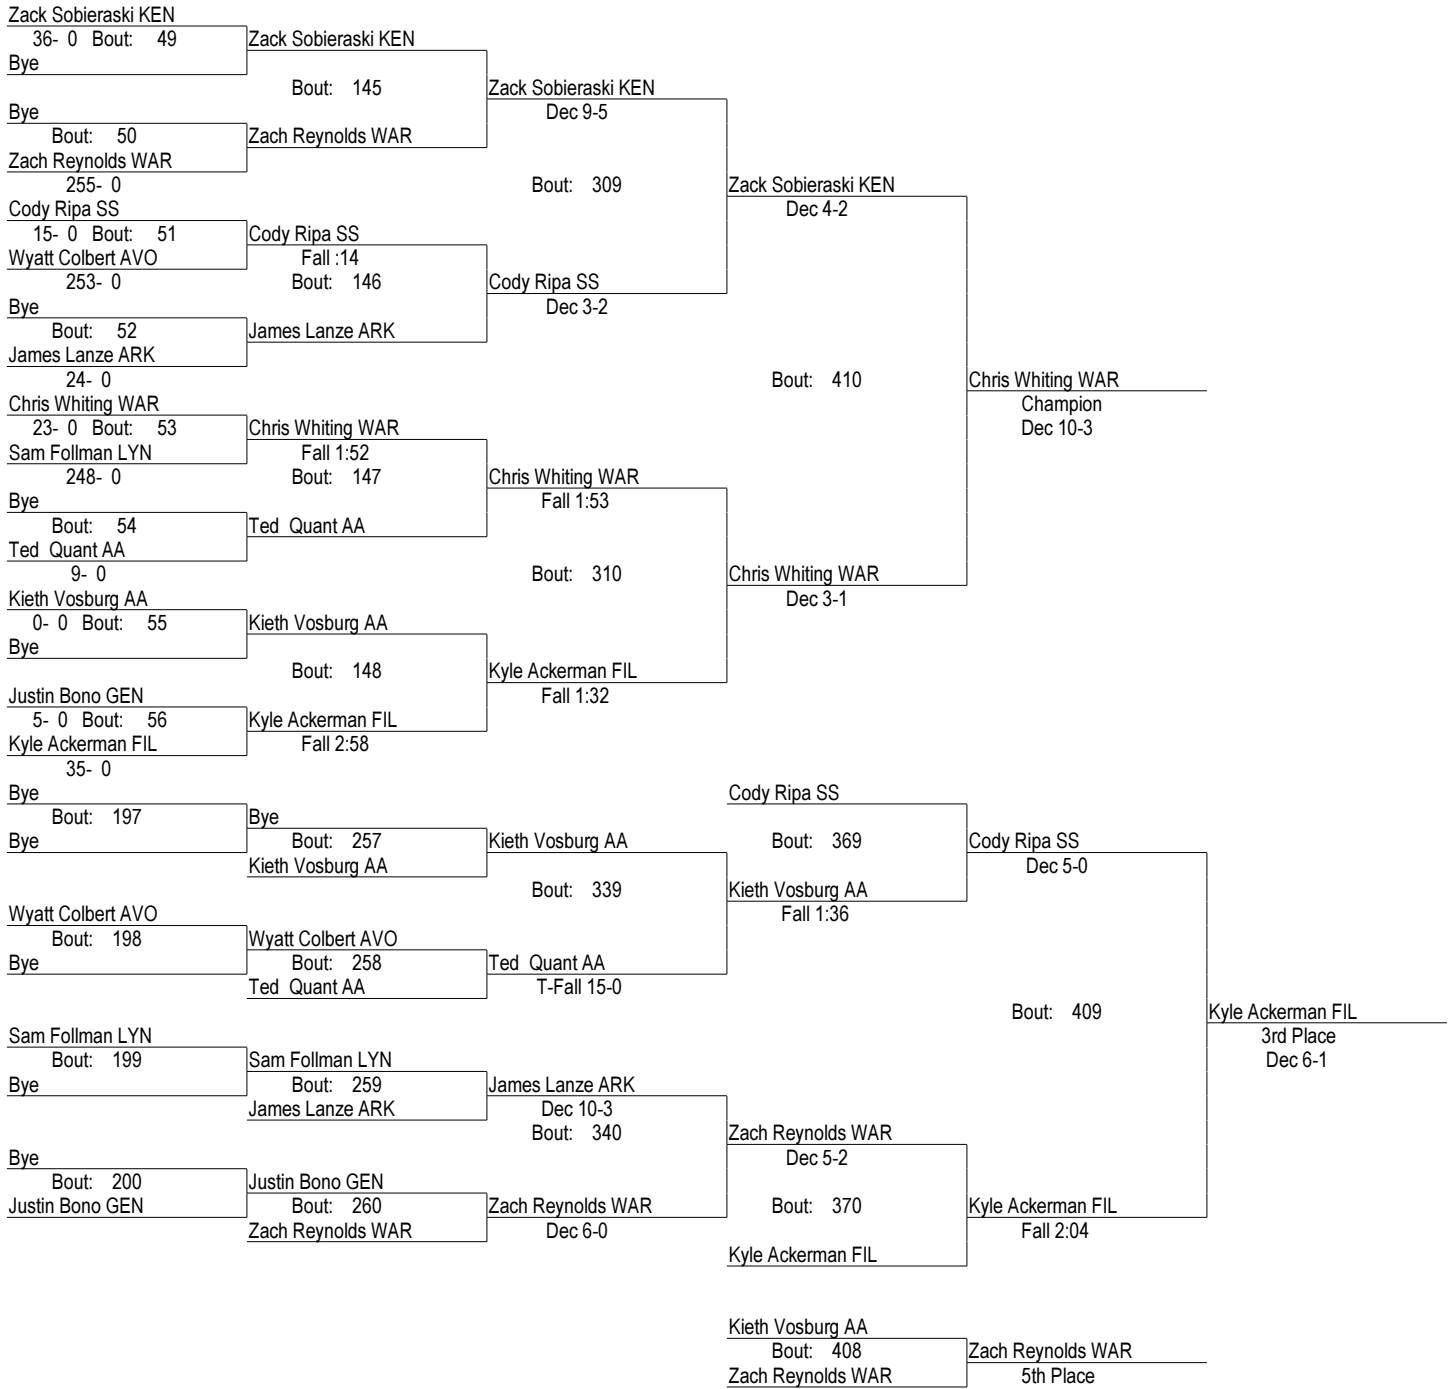 Zack Sobieraski KEN
36- 0 Bout: 49
Zack Sobieraski KEN
Bye
Bout: 145
Zack Sobieraski KEN
Bye
Dec 9-5
Bout: 50
Zach Reynolds WAR
Zach Reynolds WAR
255- 0
Bout: 309
Zack Sobieraski KEN
Cody Ripa SS
Dec 4-2
15- 0 Bout: 51
Cody Ripa SS
Wyatt Colbert AVO
Fall :14
253- 0
Bout: 146
Cody Ripa SS
Bye
Dec 3-2
Bout: 52
James Lanze ARK
James Lanze ARK
24- 0
Bout: 410
Chris Whiting WAR
Chris Whiting WAR
Champion
23- 0 Bout: 53
Chris Whiting WAR
Dec 10-3
Sam Follman LYN
Fall 1:52
248- 0
Bout: 147
Chris Whiting WAR
Bye
Fall 1:53
Bout: 54
Ted Quant AA
Ted Quant AA
9- 0
Bout: 310
Chris Whiting WAR
Kieth Vosburg AA
Dec 3-1
0- 0 Bout: 55
Kieth Vosburg AA
Bye
Bout: 148
Kyle Ackerman FIL
Justin Bono GEN
Fall 1:32
5- 0 Bout: 56
Kyle Ackerman FIL
Kyle Ackerman FIL
Fall 2:58
35- 0
Bye
Cody Ripa SS
Bout: 197
Bye
Bye
Bout: 257
Kieth Vosburg AA
Bout: 369
Cody Ripa SS
Kieth Vosburg AA
Dec 5-0
Bout: 339
Kieth Vosburg AA
Wyatt Colbert AVO
Fall 1:36
Bout: 198
Wyatt Colbert AVO
Bye
Bout: 258
Ted Quant AA
Ted Quant AA
T-Fall 15-0
Bout: 409
Kyle Ackerman FIL
Sam Follman LYN
3rd Place
Bout: 199
Sam Follman LYN
Dec 6-1
Bye
Bout: 259
James Lanze ARK
James Lanze ARK
Dec 10-3
Bout: 340
Zach Reynolds WAR
Bye
Dec 5-2
Bout: 200
Justin Bono GEN
Justin Bono GEN
Bout: 260
Zach Reynolds WAR
Bout: 370
Kyle Ackerman FIL
Zach Reynolds WAR
Dec 6-0
Fall 2:04
Kyle Ackerman FIL
Kieth Vosburg AA
Bout: 408
Zach Reynolds WAR
Zach Reynolds WAR
5th Place